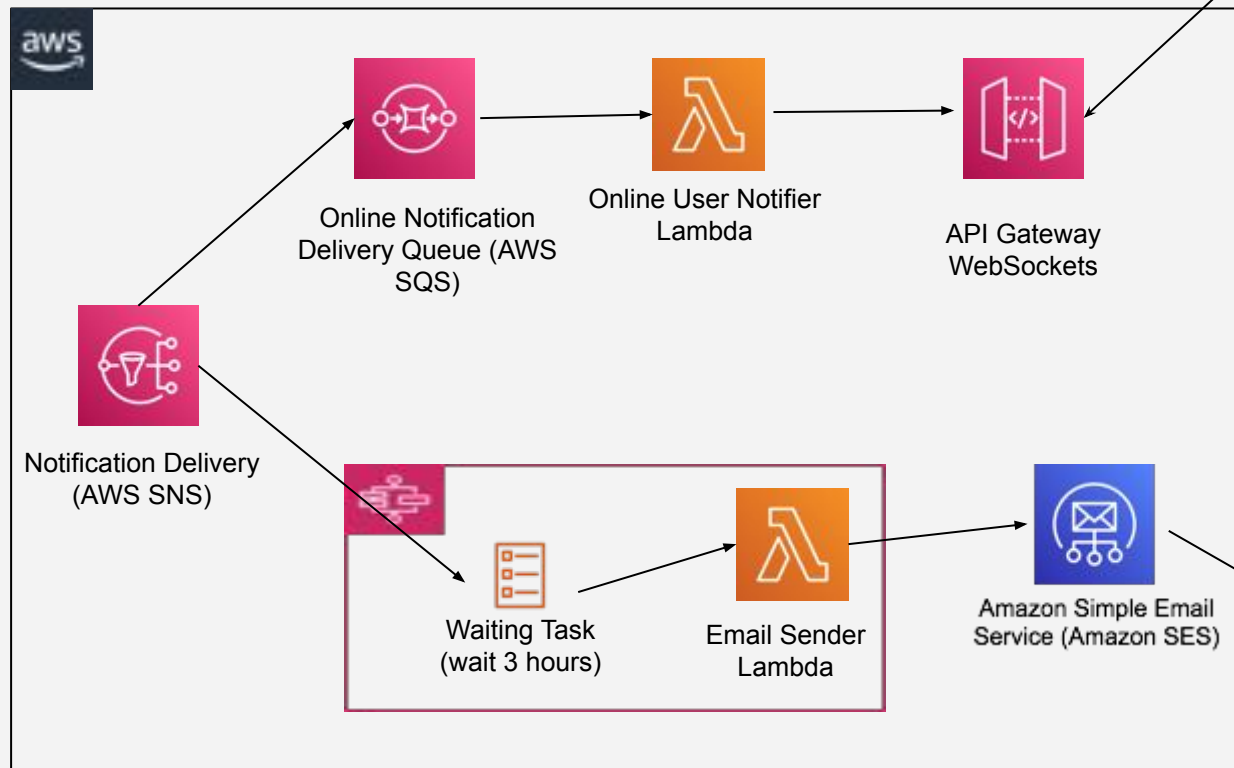 aws
Online Notification
Delivery Queue (AWS
SQS)
Online User Notifier
Lambda
</>
API Gateway
WebSockets
Notification Delivery
(AWS SNS)
Waiting Task
(wait 3 hours)
Email Sender
Lambda
Amazon Simple Email
Service (Amazon SES)